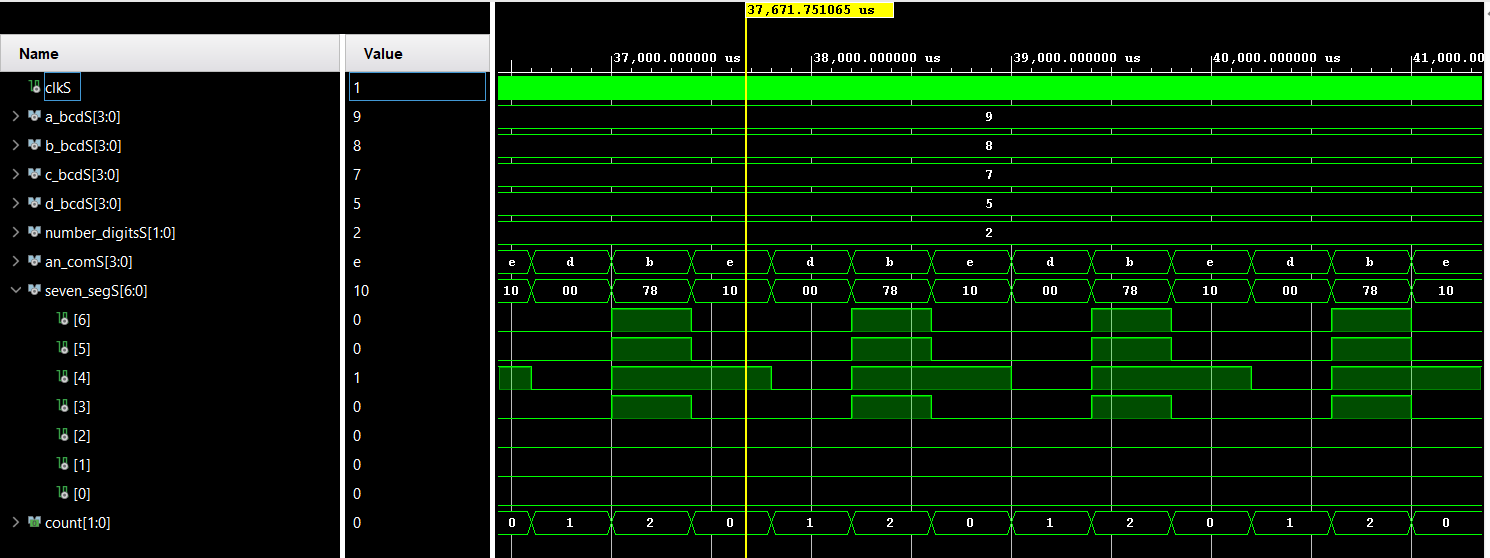 37,671.751065 us
Name Value
37,000.000000 us 38,000.000000 us 39,000.000000 us 40,000.000000 us 41,000.00
clkS 1
a_bcdS[3:0] 9 9
b_bcdS[3:0] 8 8
c_bcdS[3:0] 7 7
d_bcdS[3:0] 5 5
number_digitsS[1:0] 2 2
an_comS[3:0] e e d b e d b e d b e d b e
seven_segS[6:0] 10 10 00 78 10 00 78 10 00 78 10 00 78 10
[6] 0
[5] 0
[4] 1
[3] 0
[2] 0
[1] 0
[0] 0
count[1:0] 0 0 1 2 0 1 2 0 1 2 0 1 2 0